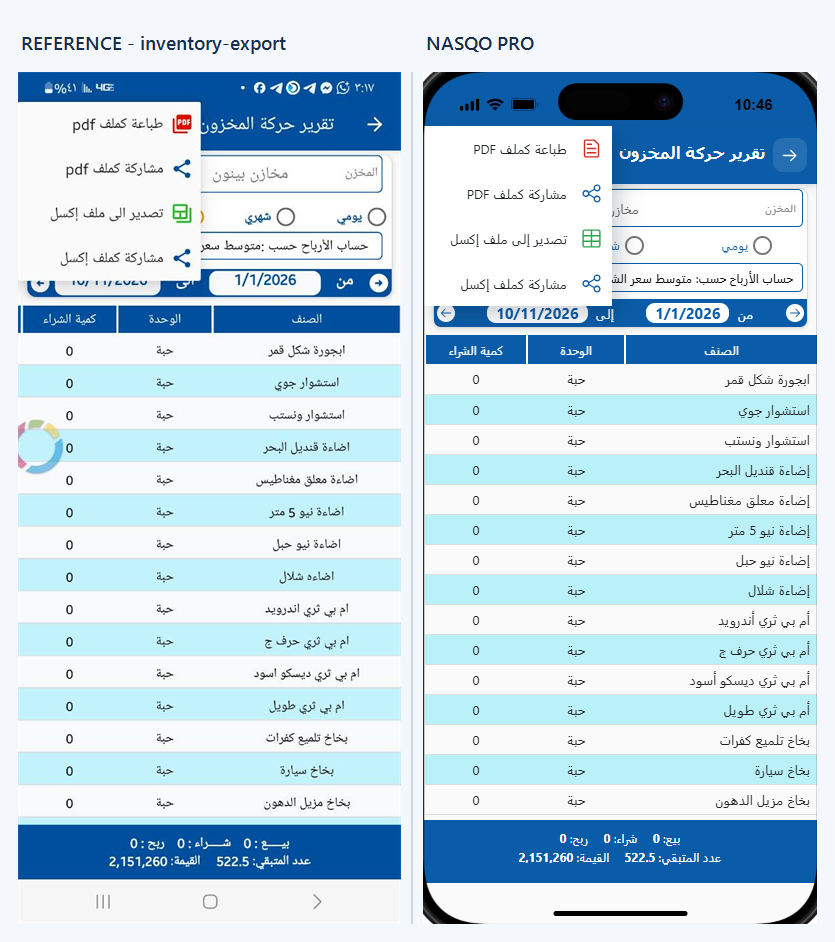 REFERENCE - inventory-export
%٤١ 4GE ٣:١٧
طباعة كملف pdf
مشاركة كملف pdf
تصدير الى ملف إكسل
مشاركة كملف إكسل
تقرير حركة المخزون
المخزن
مخازن بينون
يومي شهري
حساب الأرباح حسب :متوسط سعر
من 1/1/2026 الى 10/11/2026
الصنف الوحدة كمية الشراء
ابجورة شكل قمر حبة 0
استشوار جوي حبة 0
استشوار ونستب حبة 0
اضاءة قنديل البحر حبة 0
اضاءة معلق مغناطيس حبة 0
اضاءة نيو 5 متر حبة 0
اضاءة نيو حبل حبة 0
اضاءه شلال حبة 0
ام بي ثري اندرويد حبة 0
ام بي ثري حرف ج حبة 0
ام بي ثري ديسكو اسود حبة 0
ام بي ثري طويل حبة 0
بخاخ تلميع كفرات حبة 0
بخاخ سيارة حبة 0
بخاخ مزيل الدهون حبة 0
بيــــع : 0 شــــراء : 0 ربح : 0
عدد المتبقي: 522.5 القيمة: 2,151,260
NASQO PRO
10:46
طباعة كملف PDF
مشاركة كملف PDF
تصدير إلى ملف إكسل
مشاركة كملف إكسل
تقرير حركة المخزون
المخزن
مخازن
يومي
حساب الأرباح حسب: متوسط سعر
من 1/1/2026 إلى 10/11/2026
الصنف الوحدة كمية الشراء
ابجورة شكل قمر حبة 0
استشوار جوي حبة 0
استشوار ونستب حبة 0
إضاءة قنديل البحر حبة 0
إضاءة معلق مغناطيس حبة 0
إضاءة نيو 5 متر حبة 0
إضاءة نيو حبل حبة 0
إضاءة شلال حبة 0
أم بي ثري أندرويد حبة 0
أم بي ثري حرف ج حبة 0
أم بي ثري ديسكو أسود حبة 0
أم بي ثري طويل حبة 0
بخاخ تلميع كفرات حبة 0
بخاخ سيارة حبة 0
بخاخ مزيل الدهون حبة 0
بيع: 0 شراء: 0 ربح: 0
عدد المتبقي: 522.5 القيمة: 2,151,260